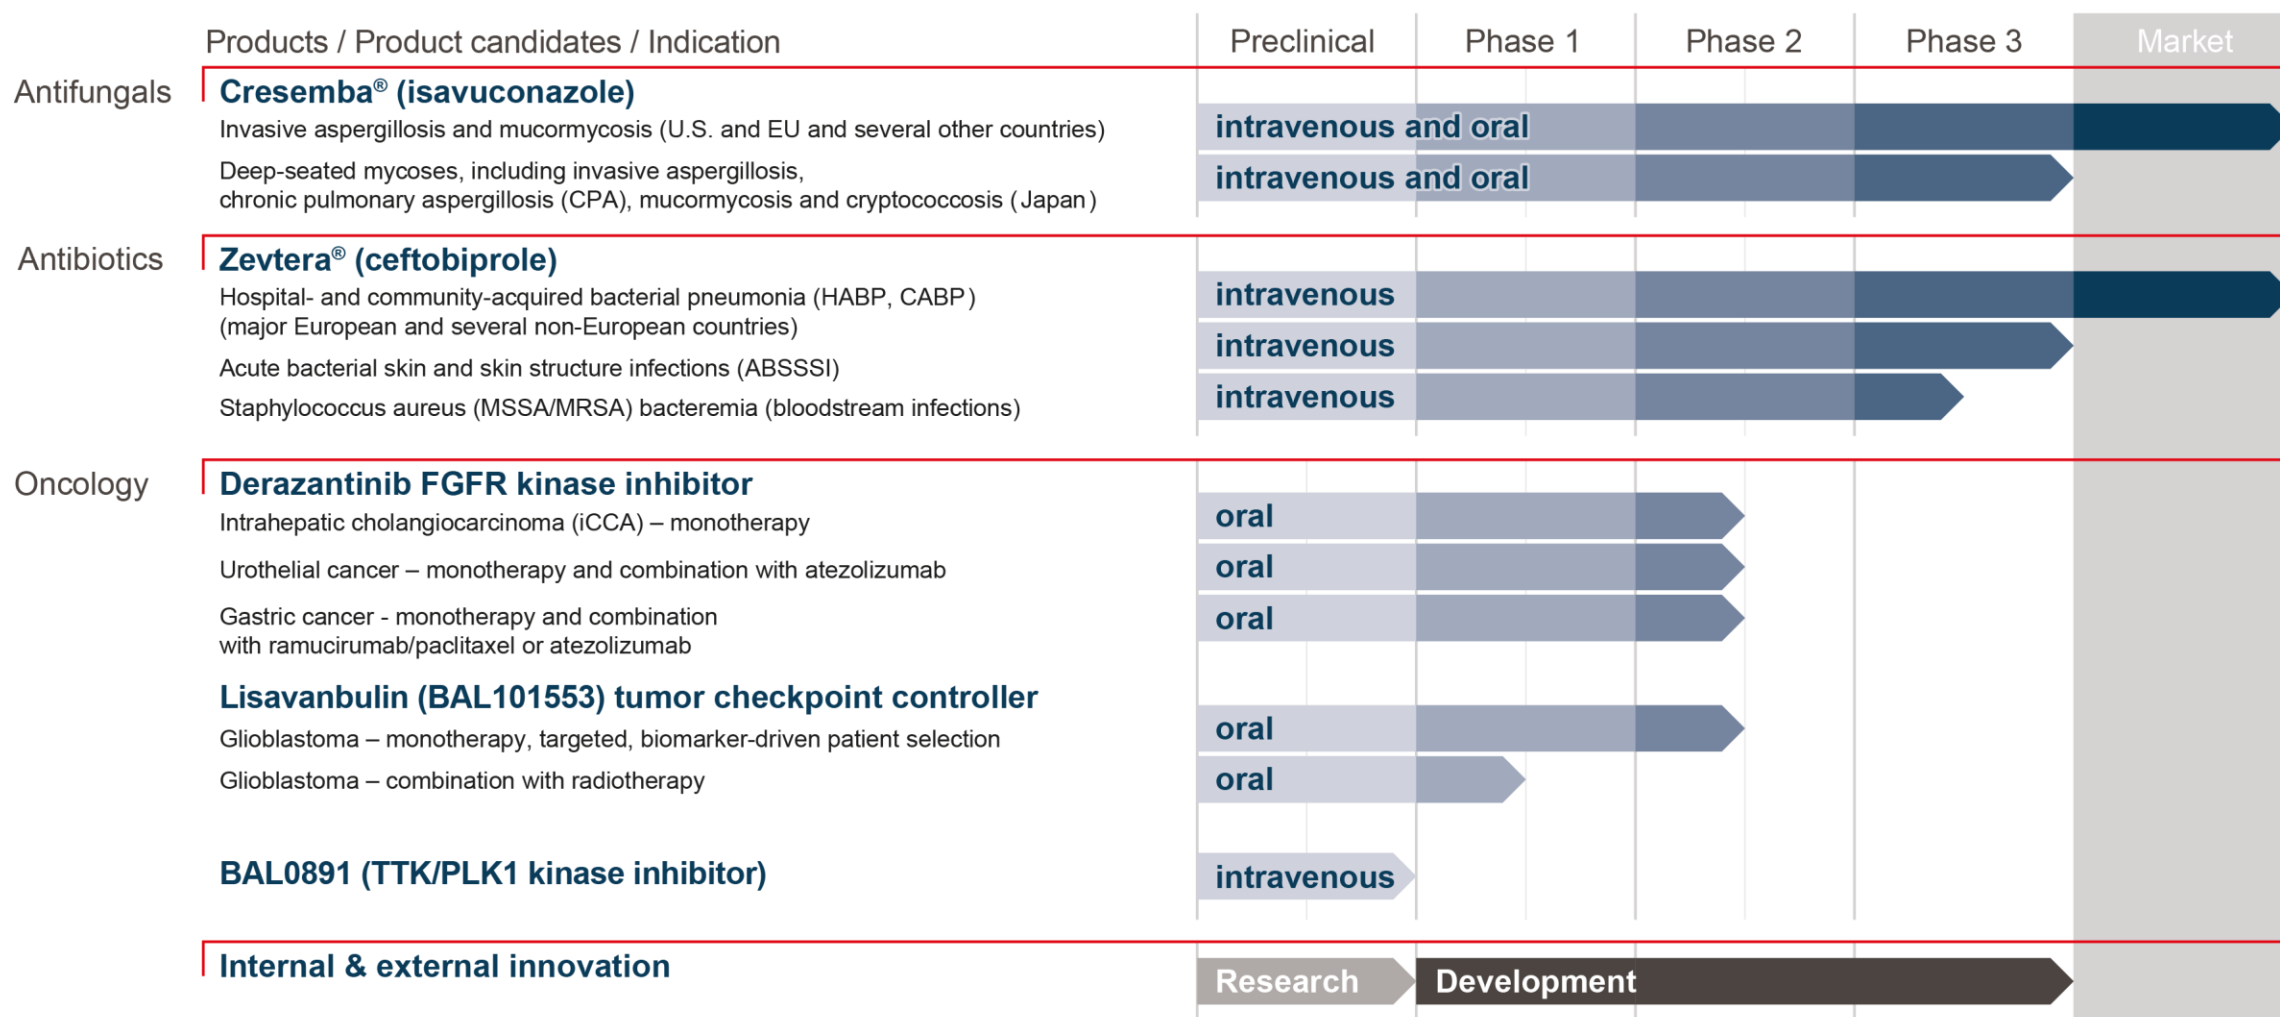 Products / Product candidates / Indication
Preclinical
Phase 1
Phase 2
Phase 3
Market
Antifungals
Cresemba® (isavuconazole)
Invasive aspergillosis and mucormycosis (U.S. and EU and several other countries)
intravenous and oral
Deep-seated mycoses, including invasive aspergillosis,
chronic pulmonary aspergillosis (CPA), mucormycosis and cryptococcosis (Japan)
intravenous and oral
Antibiotics
Zevtera® (ceftobiprole)
Hospital- and community-acquired bacterial pneumonia (HABP, CABP)
(major European and several non-European countries)
intravenous
Acute bacterial skin and skin structure infections (ABSSSI)
intravenous
Staphylococcus aureus (MSSA/MRSA) bacteremia (bloodstream infections)
intravenous
Oncology
Derazantinib FGFR kinase inhibitor
Intrahepatic cholangiocarcinoma (iCCA) – monotherapy
oral
Urothelial cancer – monotherapy and combination with atezolizumab
oral
Gastric cancer - monotherapy and combination
with ramucirumab/paclitaxel or atezolizumab
oral
Lisavanbulin (BAL101553) tumor checkpoint controller
Glioblastoma – monotherapy, targeted, biomarker-driven patient selection
oral
Glioblastoma – combination with radiotherapy
oral
BAL0891 (TTK/PLK1 kinase inhibitor)
intravenous
Internal & external innovation
Research
Development